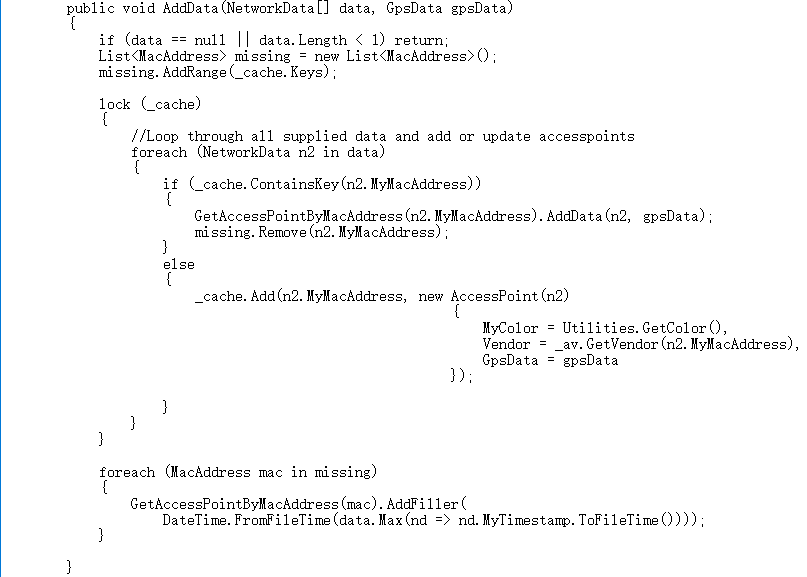 public void AddData(NetworkData[] data, GpsData gpsData)
{
if (data == null || data.Length < 1) return;
List<MacAddress> missing = new List<MacAddress>();
missing.AddRange(_cache.Keys);
lock (_cache)
{
//Loop through all supplied data and add or update accesspoints
foreach (NetworkData n2 in data)
{
if (_cache.ContainsKey(n2.MyMacAddress))
{
GetAccessPointByMacAddress(n2.MyMacAddress).AddData(n2, gpsData);
missing.Remove(n2.MyMacAddress);
}
else
{
_cache.Add(n2.MyMacAddress, new AccessPoint(n2)
{
MyColor = Utilities.GetColor(),
Vendor = _av.GetVendor(n2.MyMacAddress),
GpsData = gpsData
});
}
}
}
foreach (MacAddress mac in missing)
{
GetAccessPointByMacAddress(mac).AddFiller(
DateTime.FromFileTime(data.Max(nd => nd.MyTimestamp.ToFileTime())));
}
}